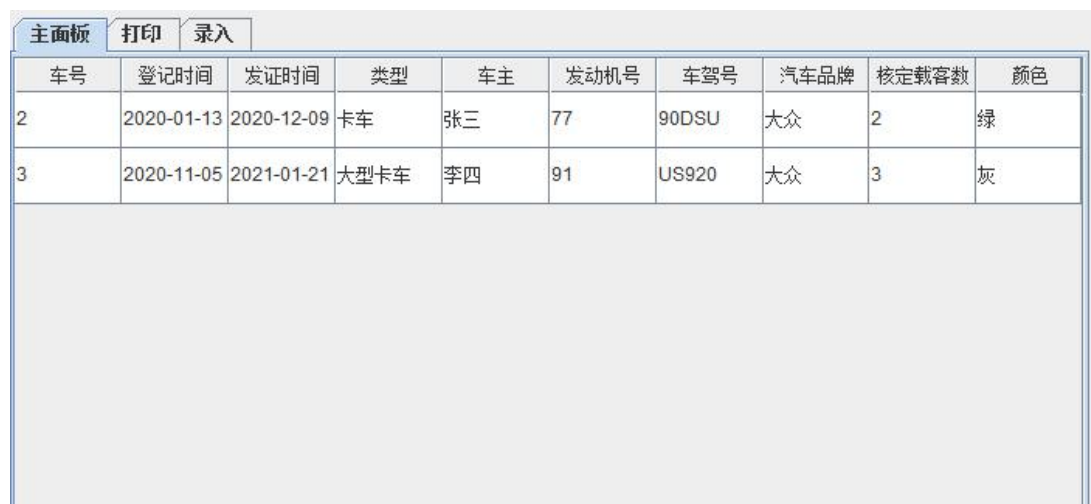 主面板 打印 录入
车号 登记时间 发证时间 类型 车主 发动机号 车驾号 汽车品牌 核定载客数 颜色
2 2020-01-13 2020-12-09 卡车 张三 77 90DSU 大众 2 绿
3 2020-11-05 2021-01-21 大型卡车 李四 91 US920 大众 3 灰